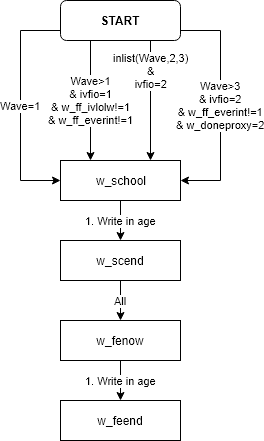 START
Wave=1
Wave>1
& ivfio=1
& w_ff_ivlolw!=1
& w_ff_everint!=1
inlist(Wave,2,3)
&
ivfio=2
Wave>3
& ivfio=2
& w_ff_everint!=1
& w_doneproxy=2
w_school
1. Write in age
w_scend
All
w_fenow
1. Write in age
w_feend